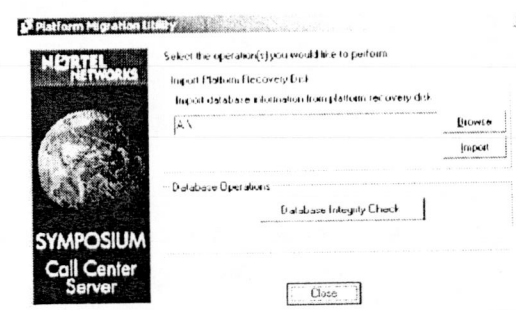 Platform Migration Utility
NORTEL
NETWORKS
SYMPOSIUM
Call Center
Server
Select the operation(s) you would like to perform
Import Platform Recovery Disk
Import database information from platform recovery disk
A:\
Browse
Import
Database Operations
Database Integrity Check
Close